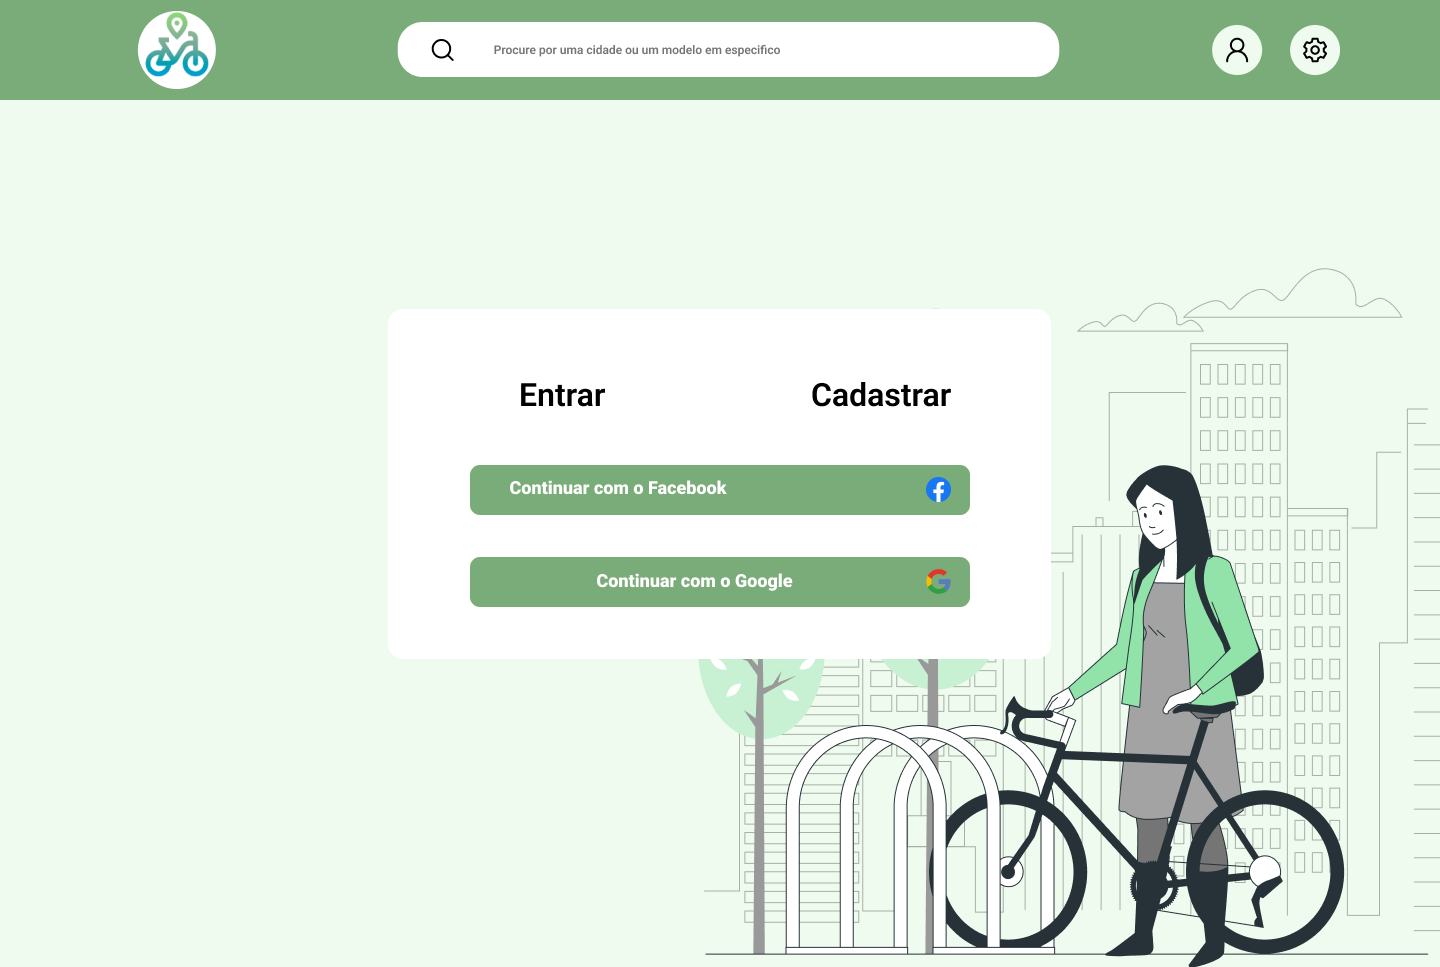 Procure por uma cidade ou um modelo em especifico
Entrar
Cadastrar
Continuar com o Facebook
Continuar com o Google